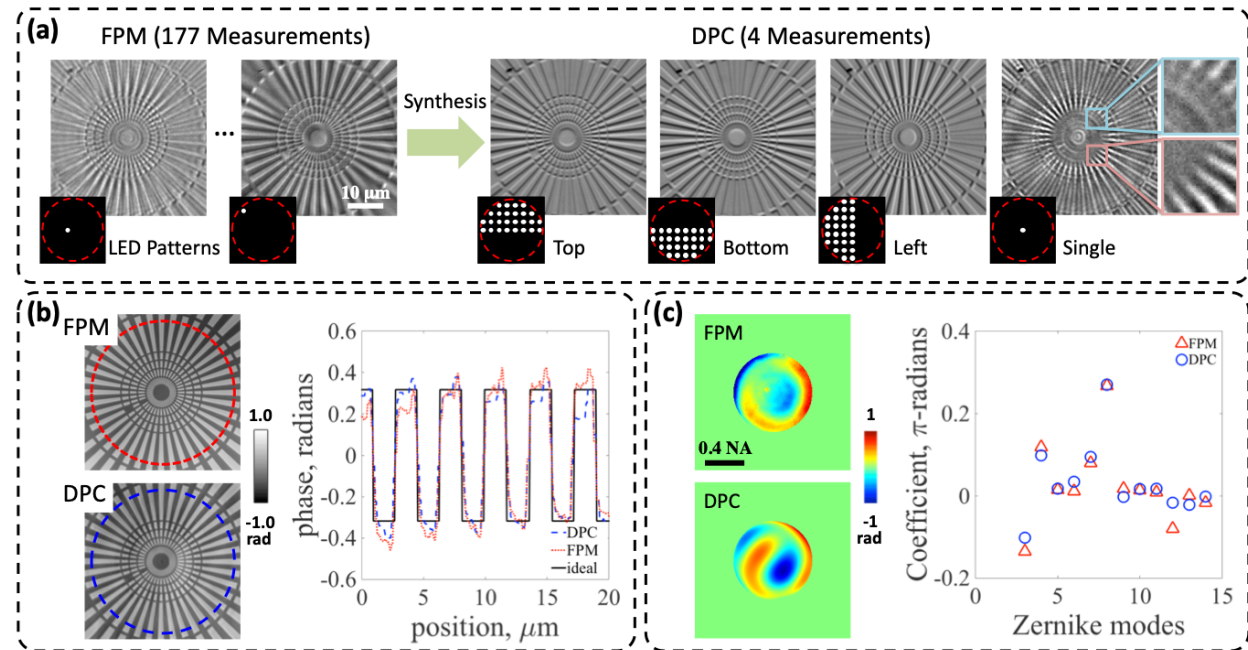 (a)
FPM (177 Measurements)
DPC (4 Measurements)
...
Synthesis
10 μm
LED Patterns
Top
Bottom
Left
Single
(b)
FPM
1.0
DPC
-1.0
rad
phase, radians
0.6
0.4
0.2
0
-0.2
-0.4
-0.6
DPC
FPM
ideal
0
5
10
15
20
position, μm
(c)
FPM
0.4 NA
1
DPC
-1
rad
Coefficient, π-radians
0.4
0.2
0
-0.2
FPM
DPC
0
5
10
15
Zernike modes